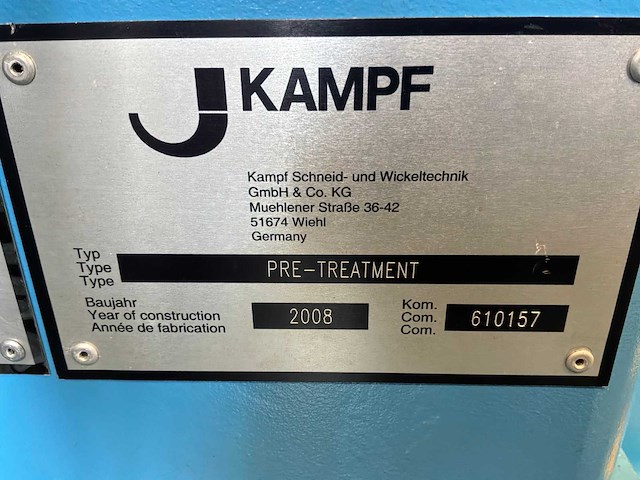 KAMPF
Kampf Schneid- und Wickeltechnik
GmbH & Co. KG
Muehlener Straße 36-42
51674 Wiehl
Germany
Typ
Type PRE-TREATMENT
Type
Baujahr Kom.
Year of construction 2008 Com. 610157
Année de fabrication Com.